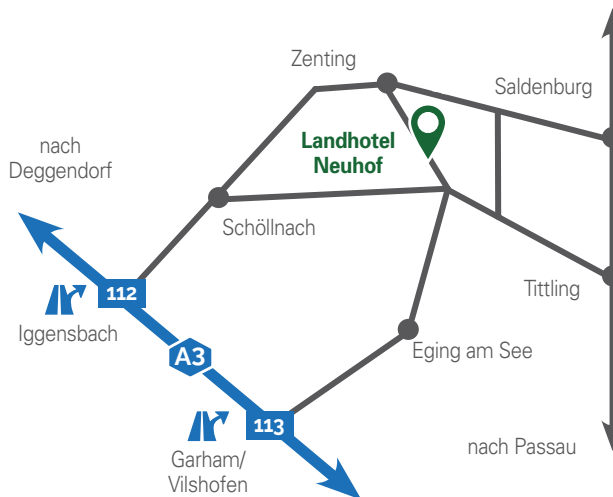 Zenting
Saldenburg
Landhotel
Neuhof
nach
Deggendorf
Schöllnach
112
Iggensbach
Tittling
A3
Eging am See
113
Garham/
Vilshofen
nach Passau